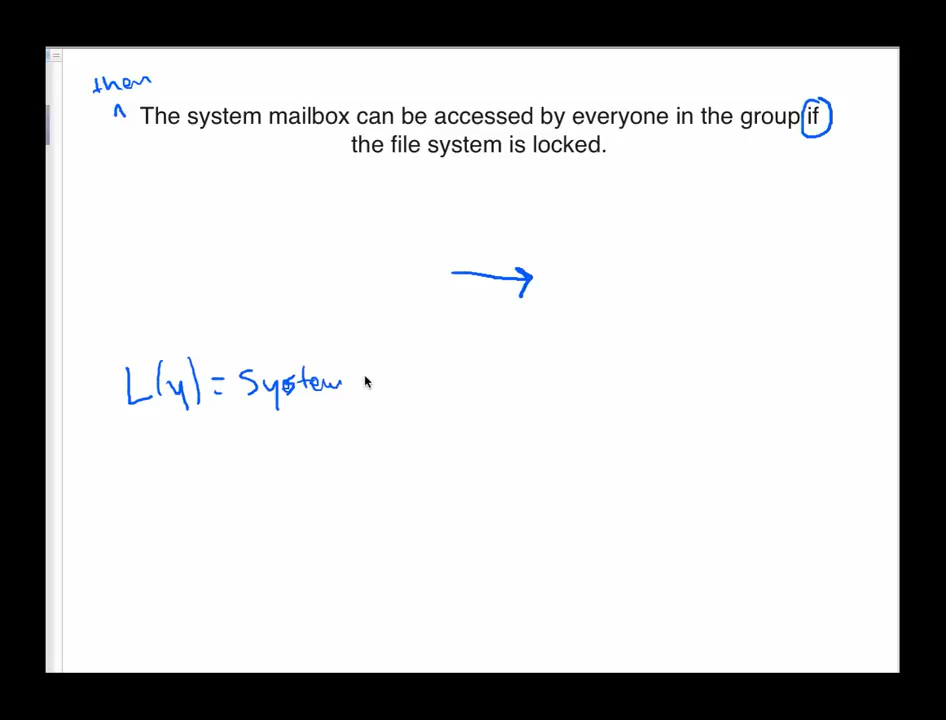 then
^ The system mailbox can be accessed by everyone in the group if
the file system is locked.
L(y) = System